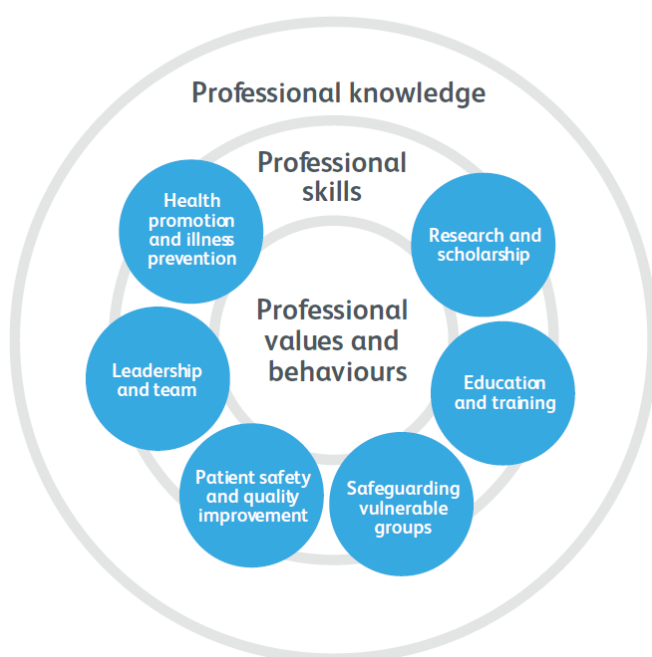 Professional knowledge
Professional
skills
Health
promotion
and illness
prevention
Research and
scholarship
Professional
values and
behaviours
Leadership
and team
Education
and training
Patient safety
and quality
improvement
Safeguarding
vulnerable
groups